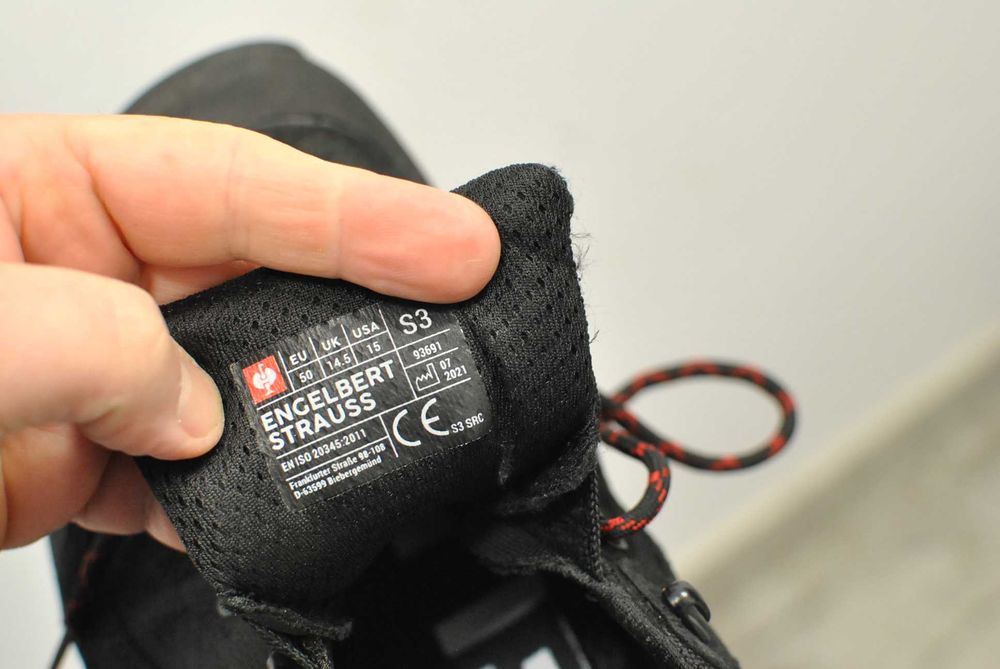 EU UK USA S3
50 14.5 15 93691
ENGELBERT
STRAUSS
07
2021
EN ISO 20345:2011 CE S3 SRC
Frankfurter Straße 98-108
D-63599 Biebergemünd